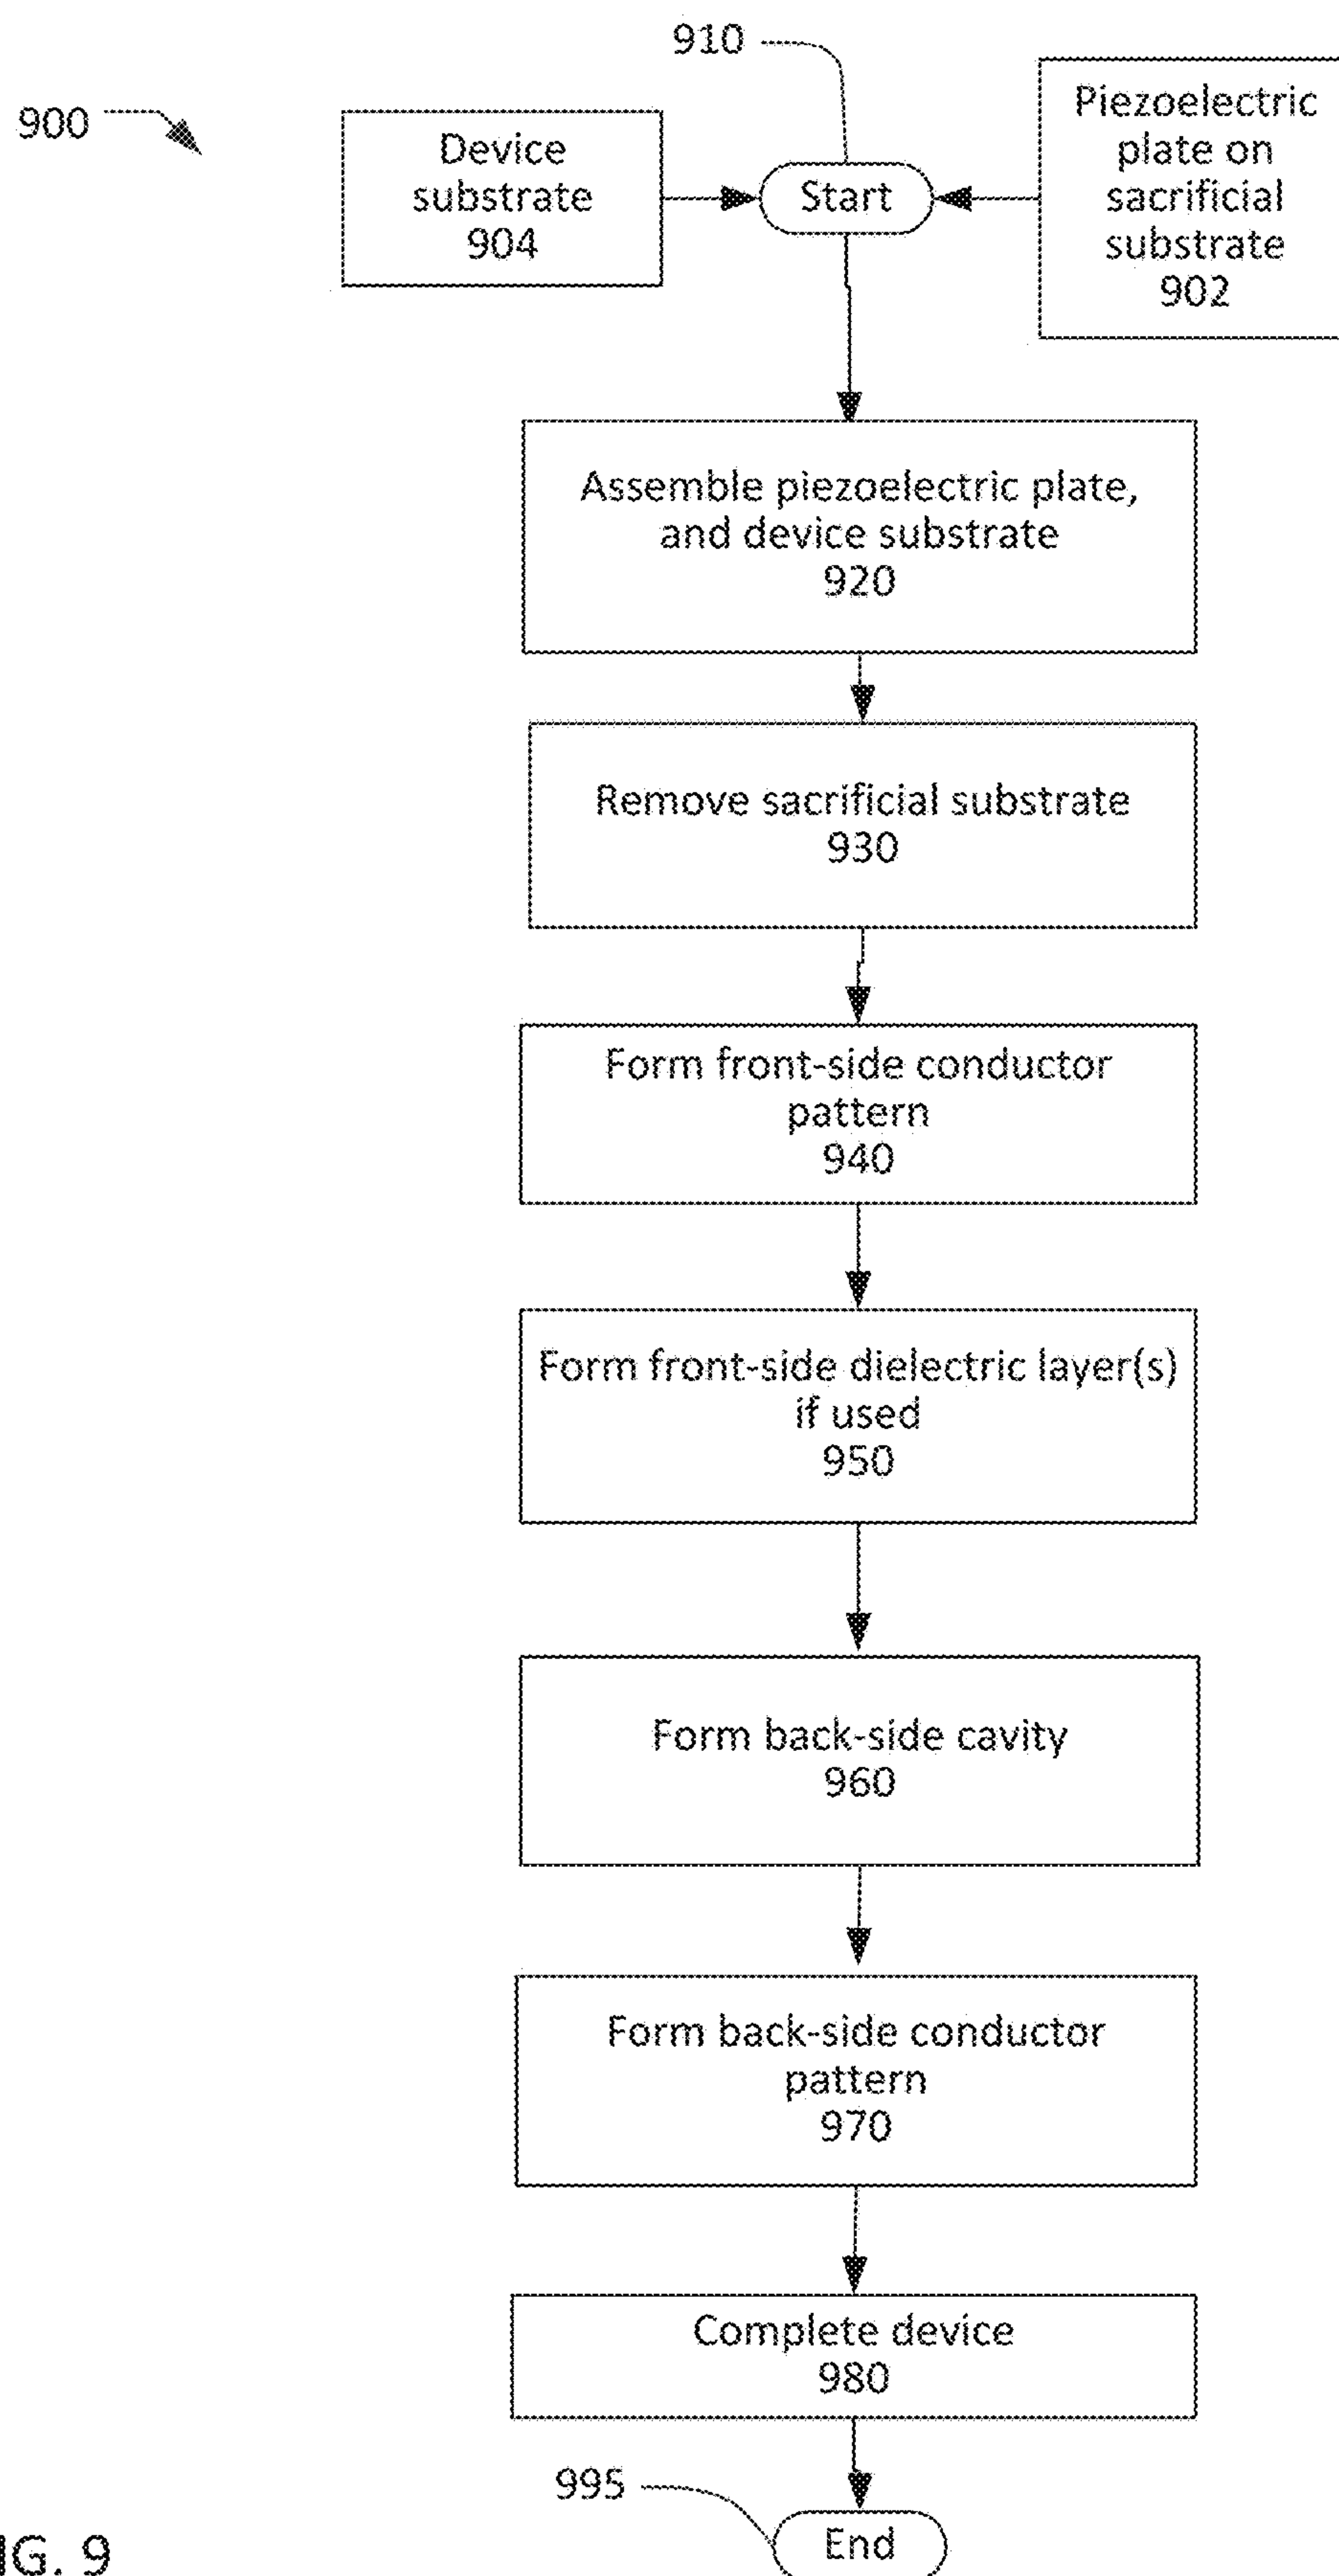 910
900
Device
substrate
904
Start
Piezoelectric
plate on
sacrificial
substrate
902
Assemble piezoelectric plate,
and device substrate
920
Remove sacrificial substrate
930
Form front-side conductor
pattern
940
Form front-side dielectric layer(s)
if used
950
Form back-side cavity
960
Form back-side conductor
pattern
970
Complete device
980
995
End
IG. 9